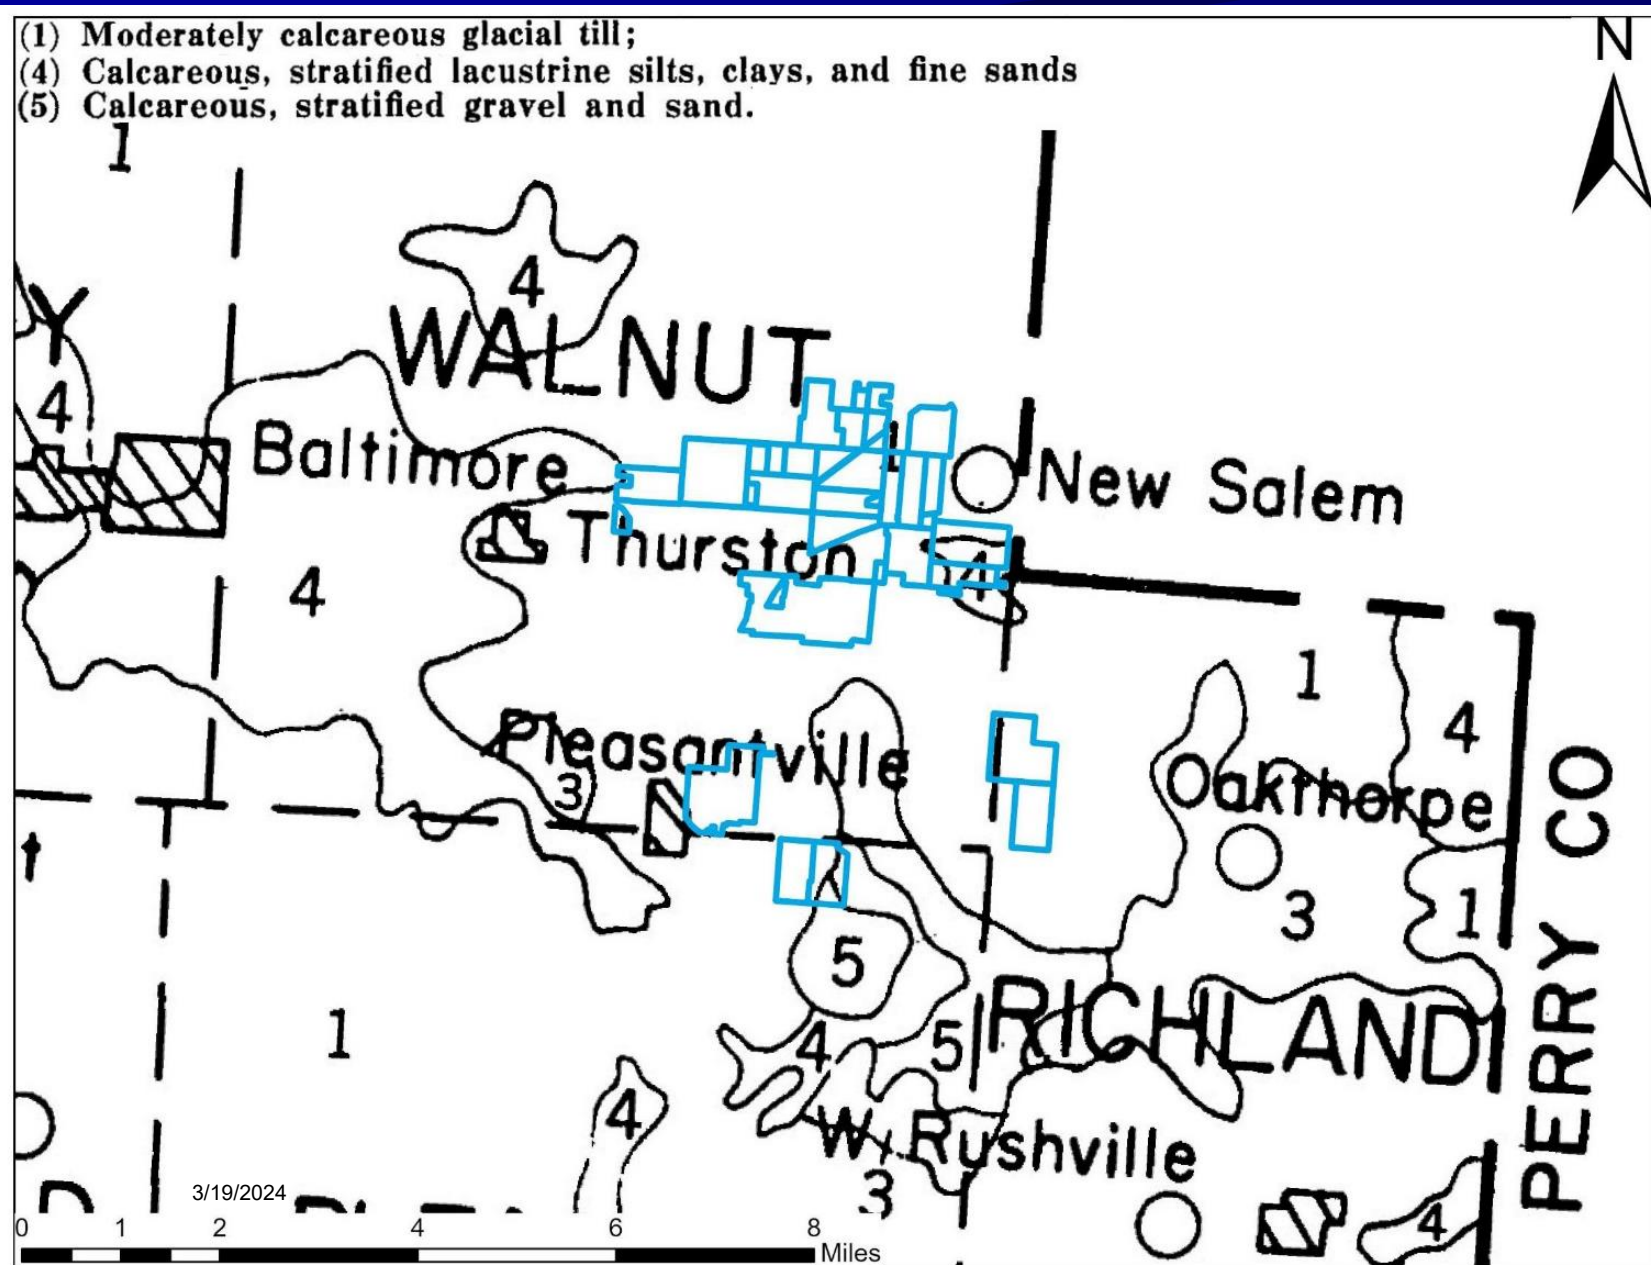 (1) Moderately calcareous glacial till;
(4) Calcareous, stratified lacustrine silts, clays, and fine sands
(5) Calcareous, stratified gravel and sand.
N
1
4
Y
WALNUT
4
Baltimore
1
New Salem
Thurston
4
4
1
4
Pleasantville
3
Oakthorpe
PERRY CO
t
3
1
5
1
4
5
RICHLAND
4
W. Rushville
3
4
3/19/2024
0 1 2 4 6 8
Miles